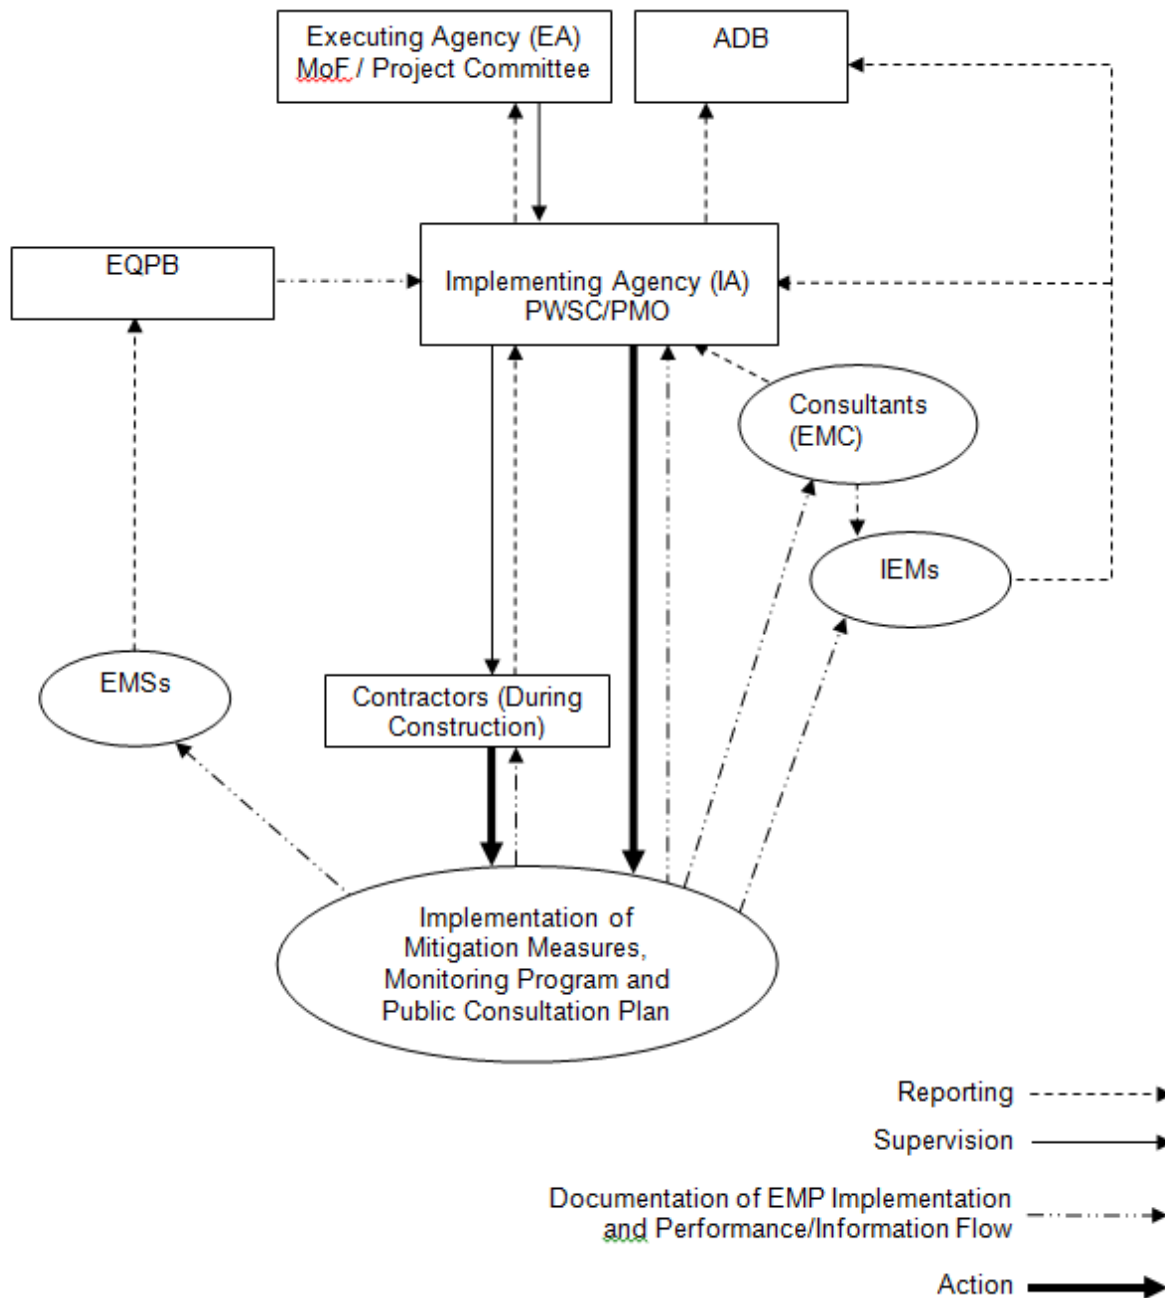 Executing Agency (EA)
MoF / Project Committee
ADB
EQPB
Implementing Agency (IA)
PWSC/PMO
Consultants
(EMC)
IEMs
EMSs
Contractors (During
Construction)
Implementation of
Mitigation Measures,
Monitoring Program and
Public Consultation Plan
Reporting
Supervision
Documentation of EMP Implementation
and Performance/Information Flow
Action